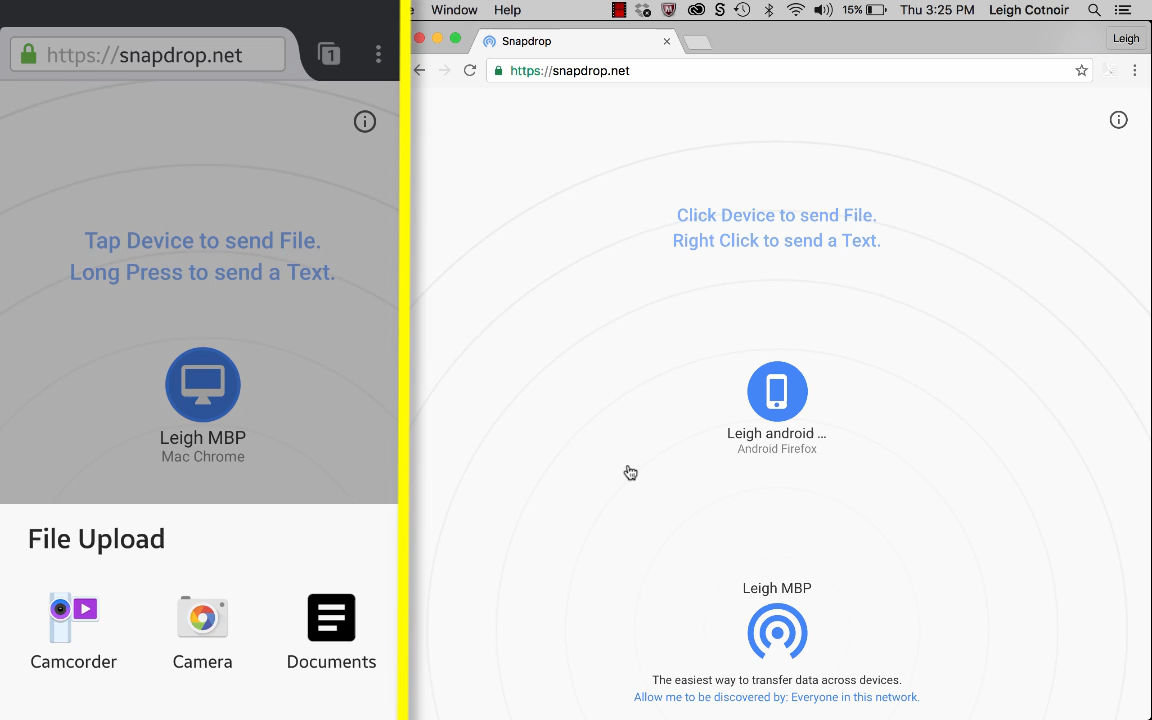 https://snapdrop.net
1
Tap Device to send File.
Long Press to send a Text.
Leigh MBP
Mac Chrome
File Upload
Camcorder
Camera
Documents
Window Help
15%
Thu 3:25 PM
Leigh Cotnoir
Snapdrop
Leigh
https://snapdrop.net
Click Device to send File.
Right Click to send a Text.
Leigh android ...
Android Firefox
Leigh MBP
The easiest way to transfer data across devices.
Allow me to be discovered by: Everyone in this network.